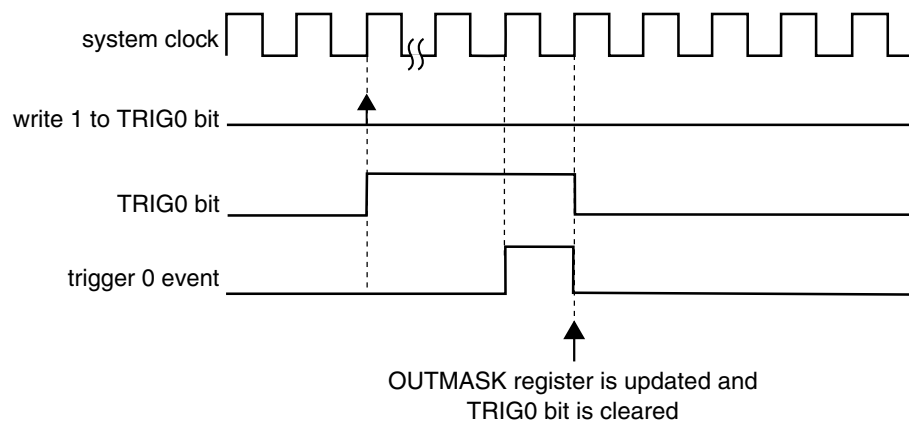 system clock
write 1 to TRIG0 bit
TRIG0 bit
trigger 0 event
OUTMASK register is updated and
TRIG0 bit is cleared